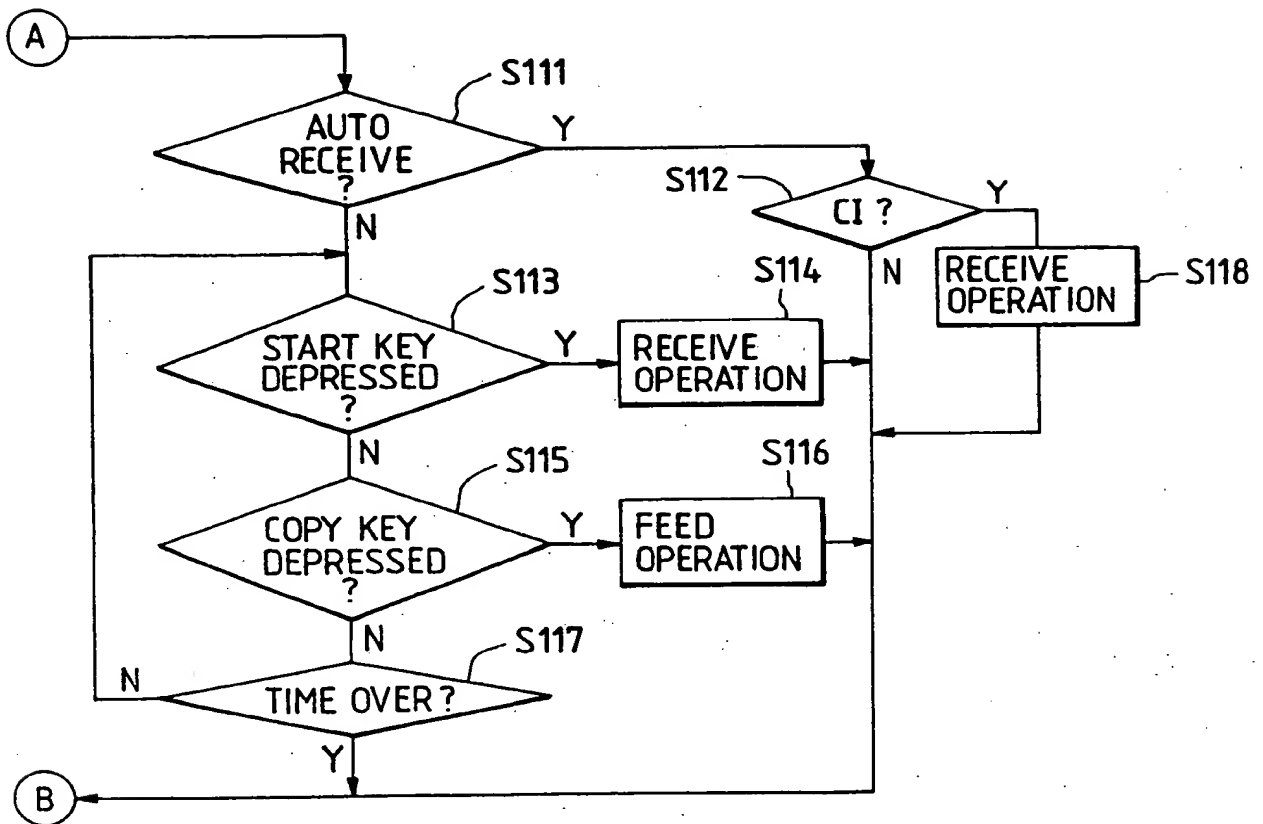 A
S111
AUTO
RECEIVE
?
Y
N
S112
CI ?
Y
N
RECEIVE
OPERATION
S118
S113
START KEY
DEPRESSED
?
Y
N
S114
RECEIVE
OPERATION
S115
COPY KEY
DEPRESSED
?
Y
N
S116
FEED
OPERATION
S117
TIME OVER ?
N
Y
B